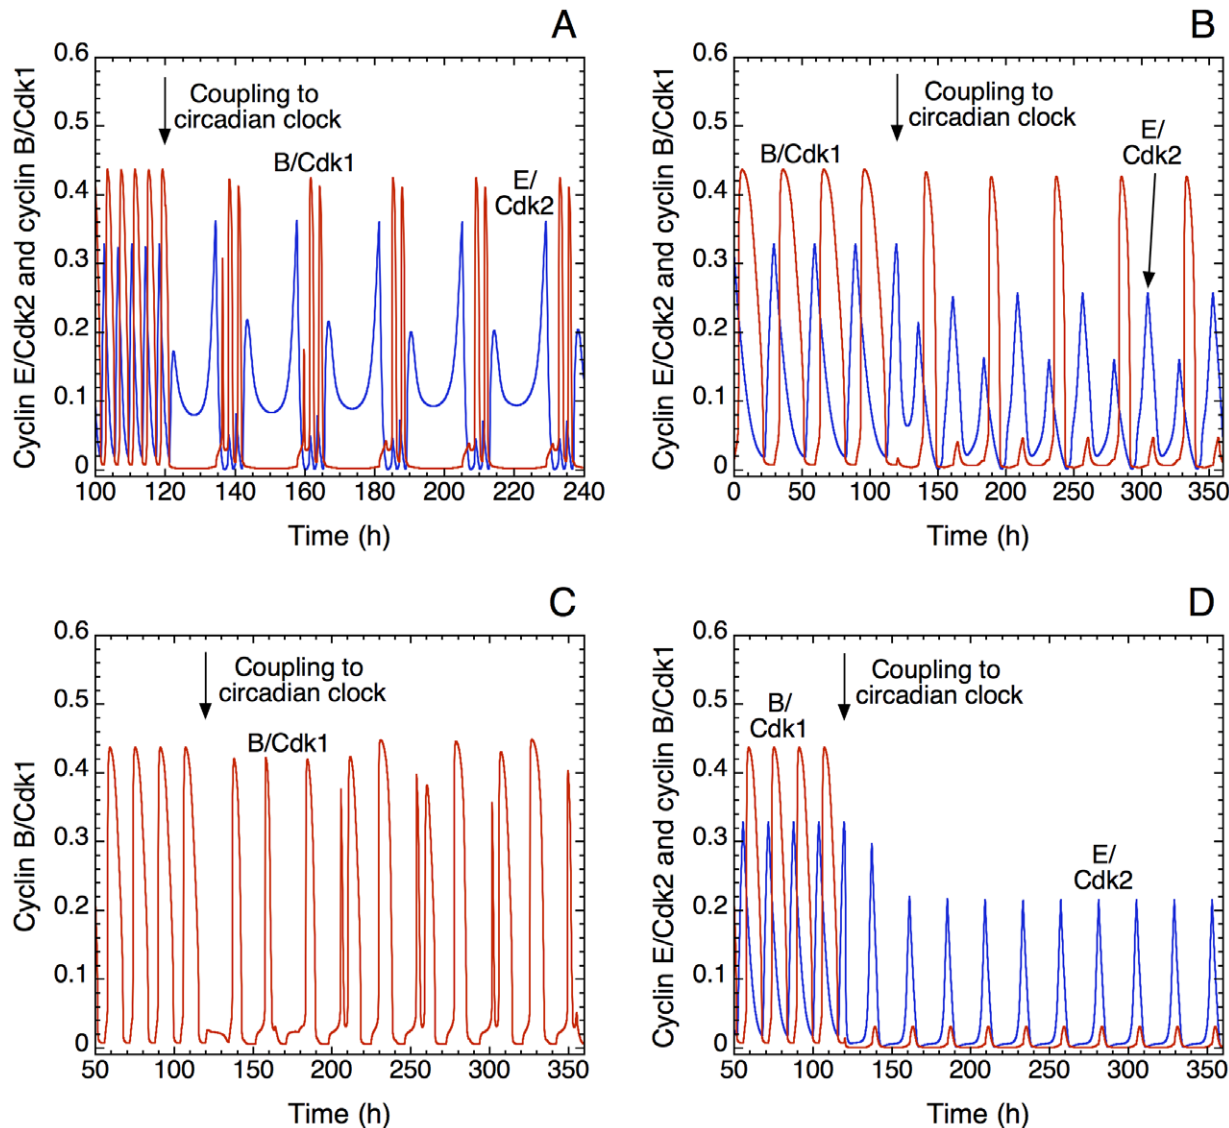 A
Cyclin E/Cdk2 and cyclin B/Cdk1
0.6
0.5
0.4
0.3
0.2
0.1
0
Coupling to
circadian clock
B/Cdk1
E/
Cdk2
100 120 140 160 180 200 220 240
Time (h)
B
Cyclin E/Cdk2 and cyclin B/Cdk1
0.6
0.5
0.4
0.3
0.2
0.1
0
Coupling to
circadian clock
B/Cdk1
E/
Cdk2
0 50 100 150 200 250 300 350
Time (h)
C
Cyclin B/Cdk1
0.6
0.5
0.4
0.3
0.2
0.1
0
Coupling to
circadian clock
B/Cdk1
50 100 150 200 250 300 350
Time (h)
D
Cyclin E/Cdk2 and cyclin B/Cdk1
0.6
0.5
0.4
0.3
0.2
0.1
0
Coupling to
circadian clock
B/
Cdk1
E/
Cdk2
50 100 150 200 250 300 350
Time (h)